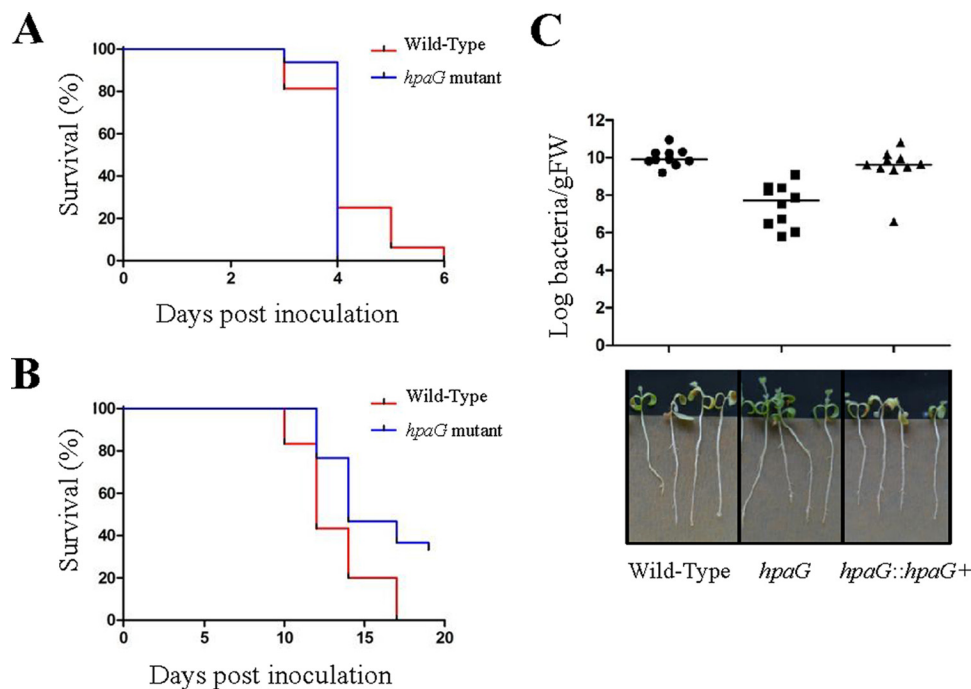 A
Survival (%)
100
80
60
40
20
0
0 2 4 6
Days post inoculation
Wild-Type
hpaG mutant
B
Survival (%)
100
80
60
40
20
0
0 5 10 15 20
Days post inoculation
Wild-Type
hpaG mutant
C
Log bacteria/gFW
12
10
8
6
4
2
0
Wild-Type hpaG hpaG::hpaG+